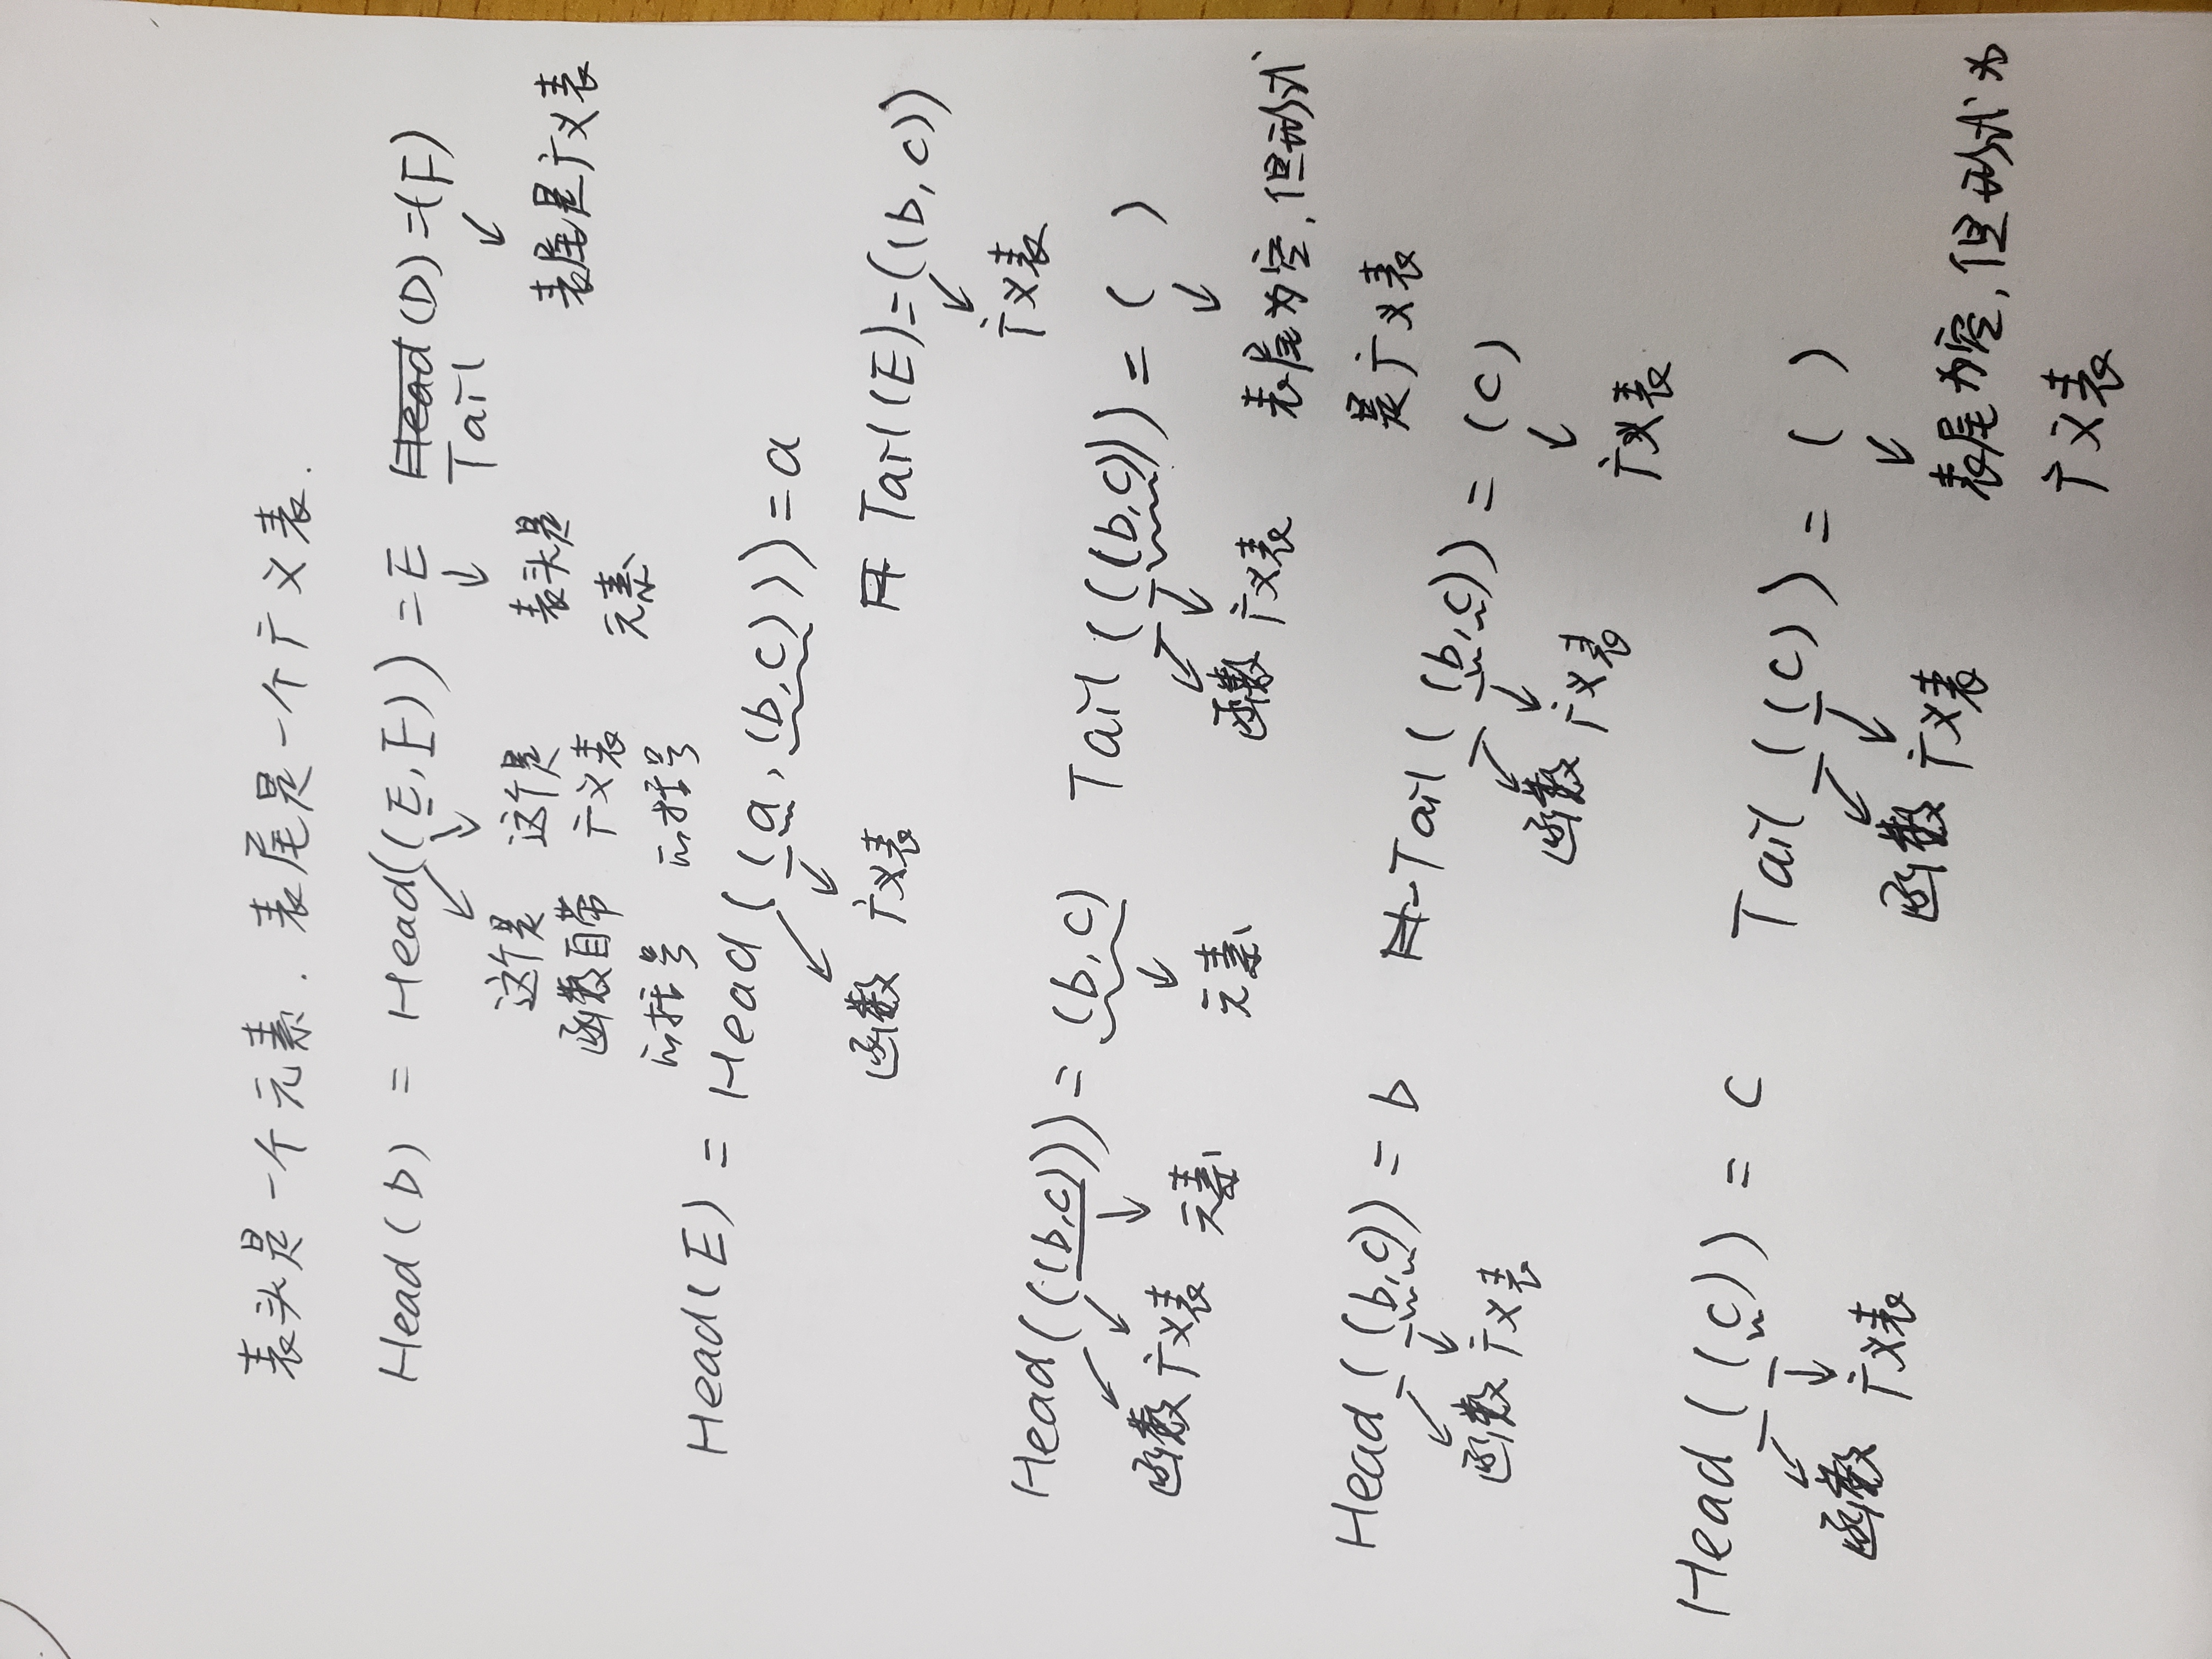 表头是一个元素. 表尾是一个广义表.
Head(D) = Head((E,F)) = E Tail(D)=(F)
这个是 这个是 表头是 表尾是广义表
函数自带 广义表 元素
的括号 的括号
Head(E) = Head((a,(b,c))) = a
函数 广义表
Tail(E)=((b,c))
广义表
Head(((b,c))) = (b,c) Tail(((b,c))) = ( )
函数 广义表 元素 元素 函数 广义表 表尾为空,但形式
是广义表
Head((b,c)) = b Tail((b,c)) = (c)
函数 广义表 函数 广义表 广义表
Head((c)) = c Tail((c)) = ( )
函数 广义表 函数 广义表 表尾为空,但形式为
广义表